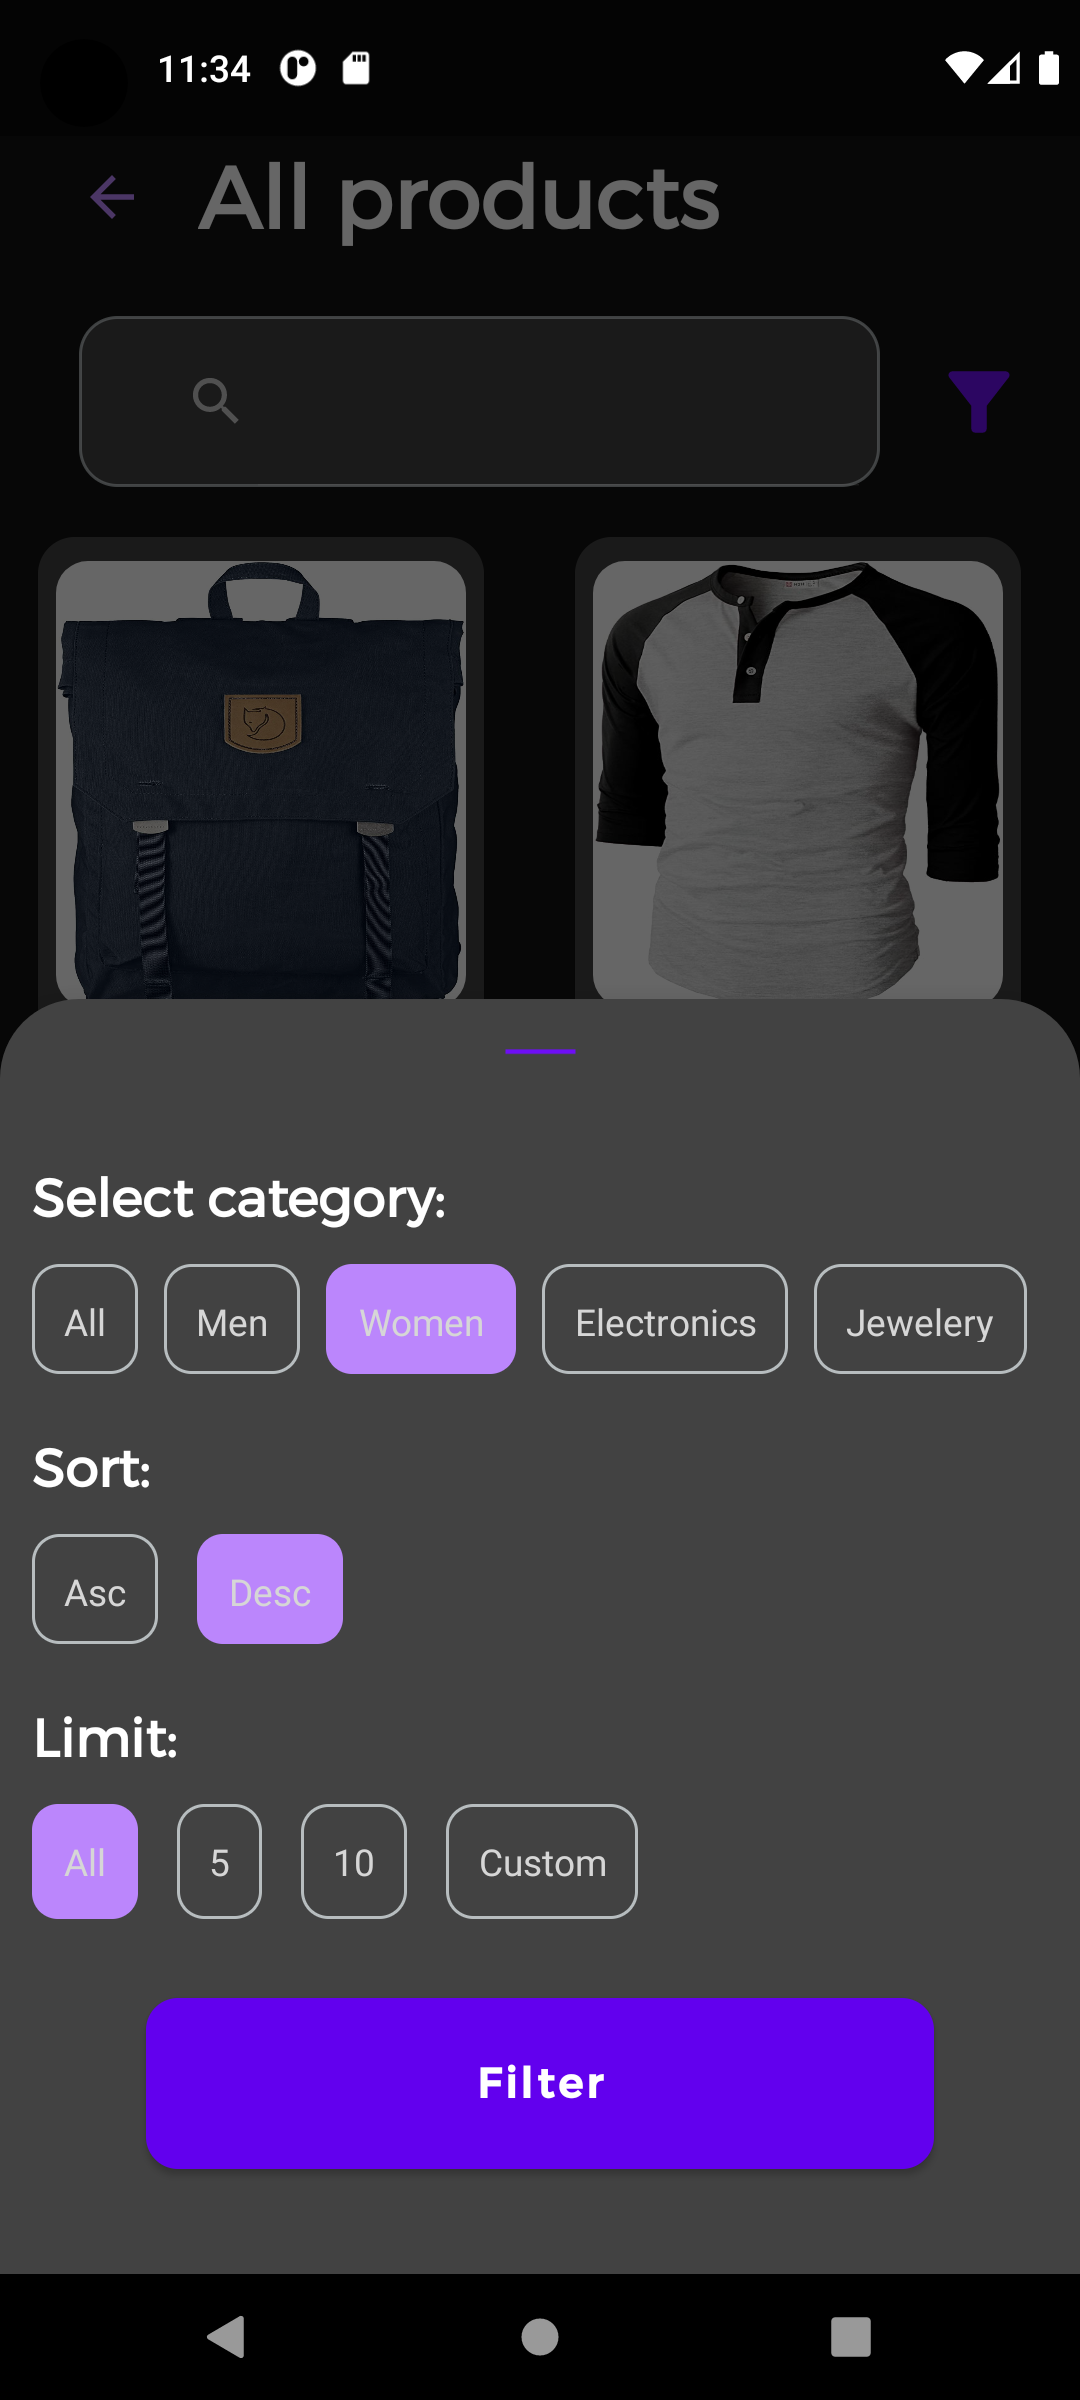 11:34
All products
Select category:
All Men Women Electronics Jewelery
Sort:
Asc Desc
Limit:
All 5 10 Custom
Filter